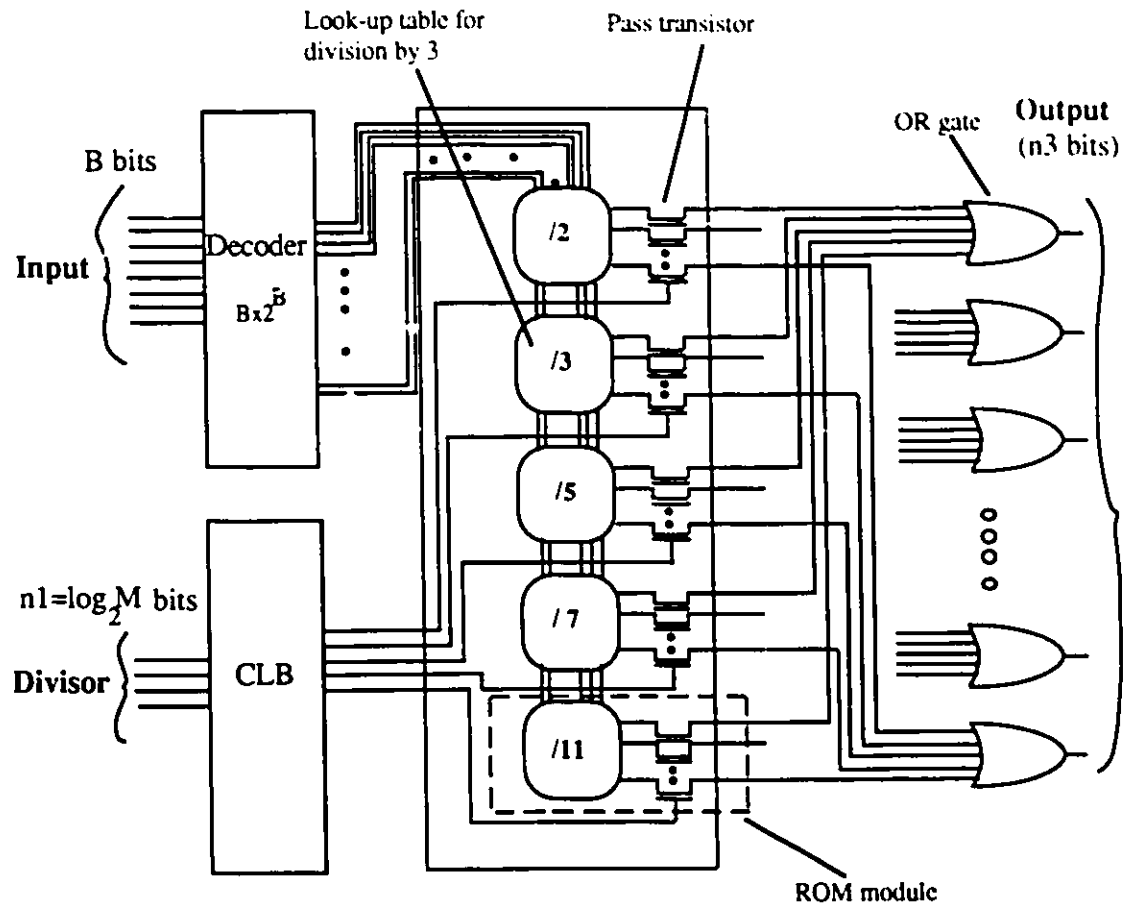 Look-up table for
division by 3
Pass transistor
OR gate
Output
(n3 bits)
B bits
Input
Decoder
Bx2^B
/2
/3
/5
/7
/11
n1=log₂M bits
Divisor
CLB
ROM module